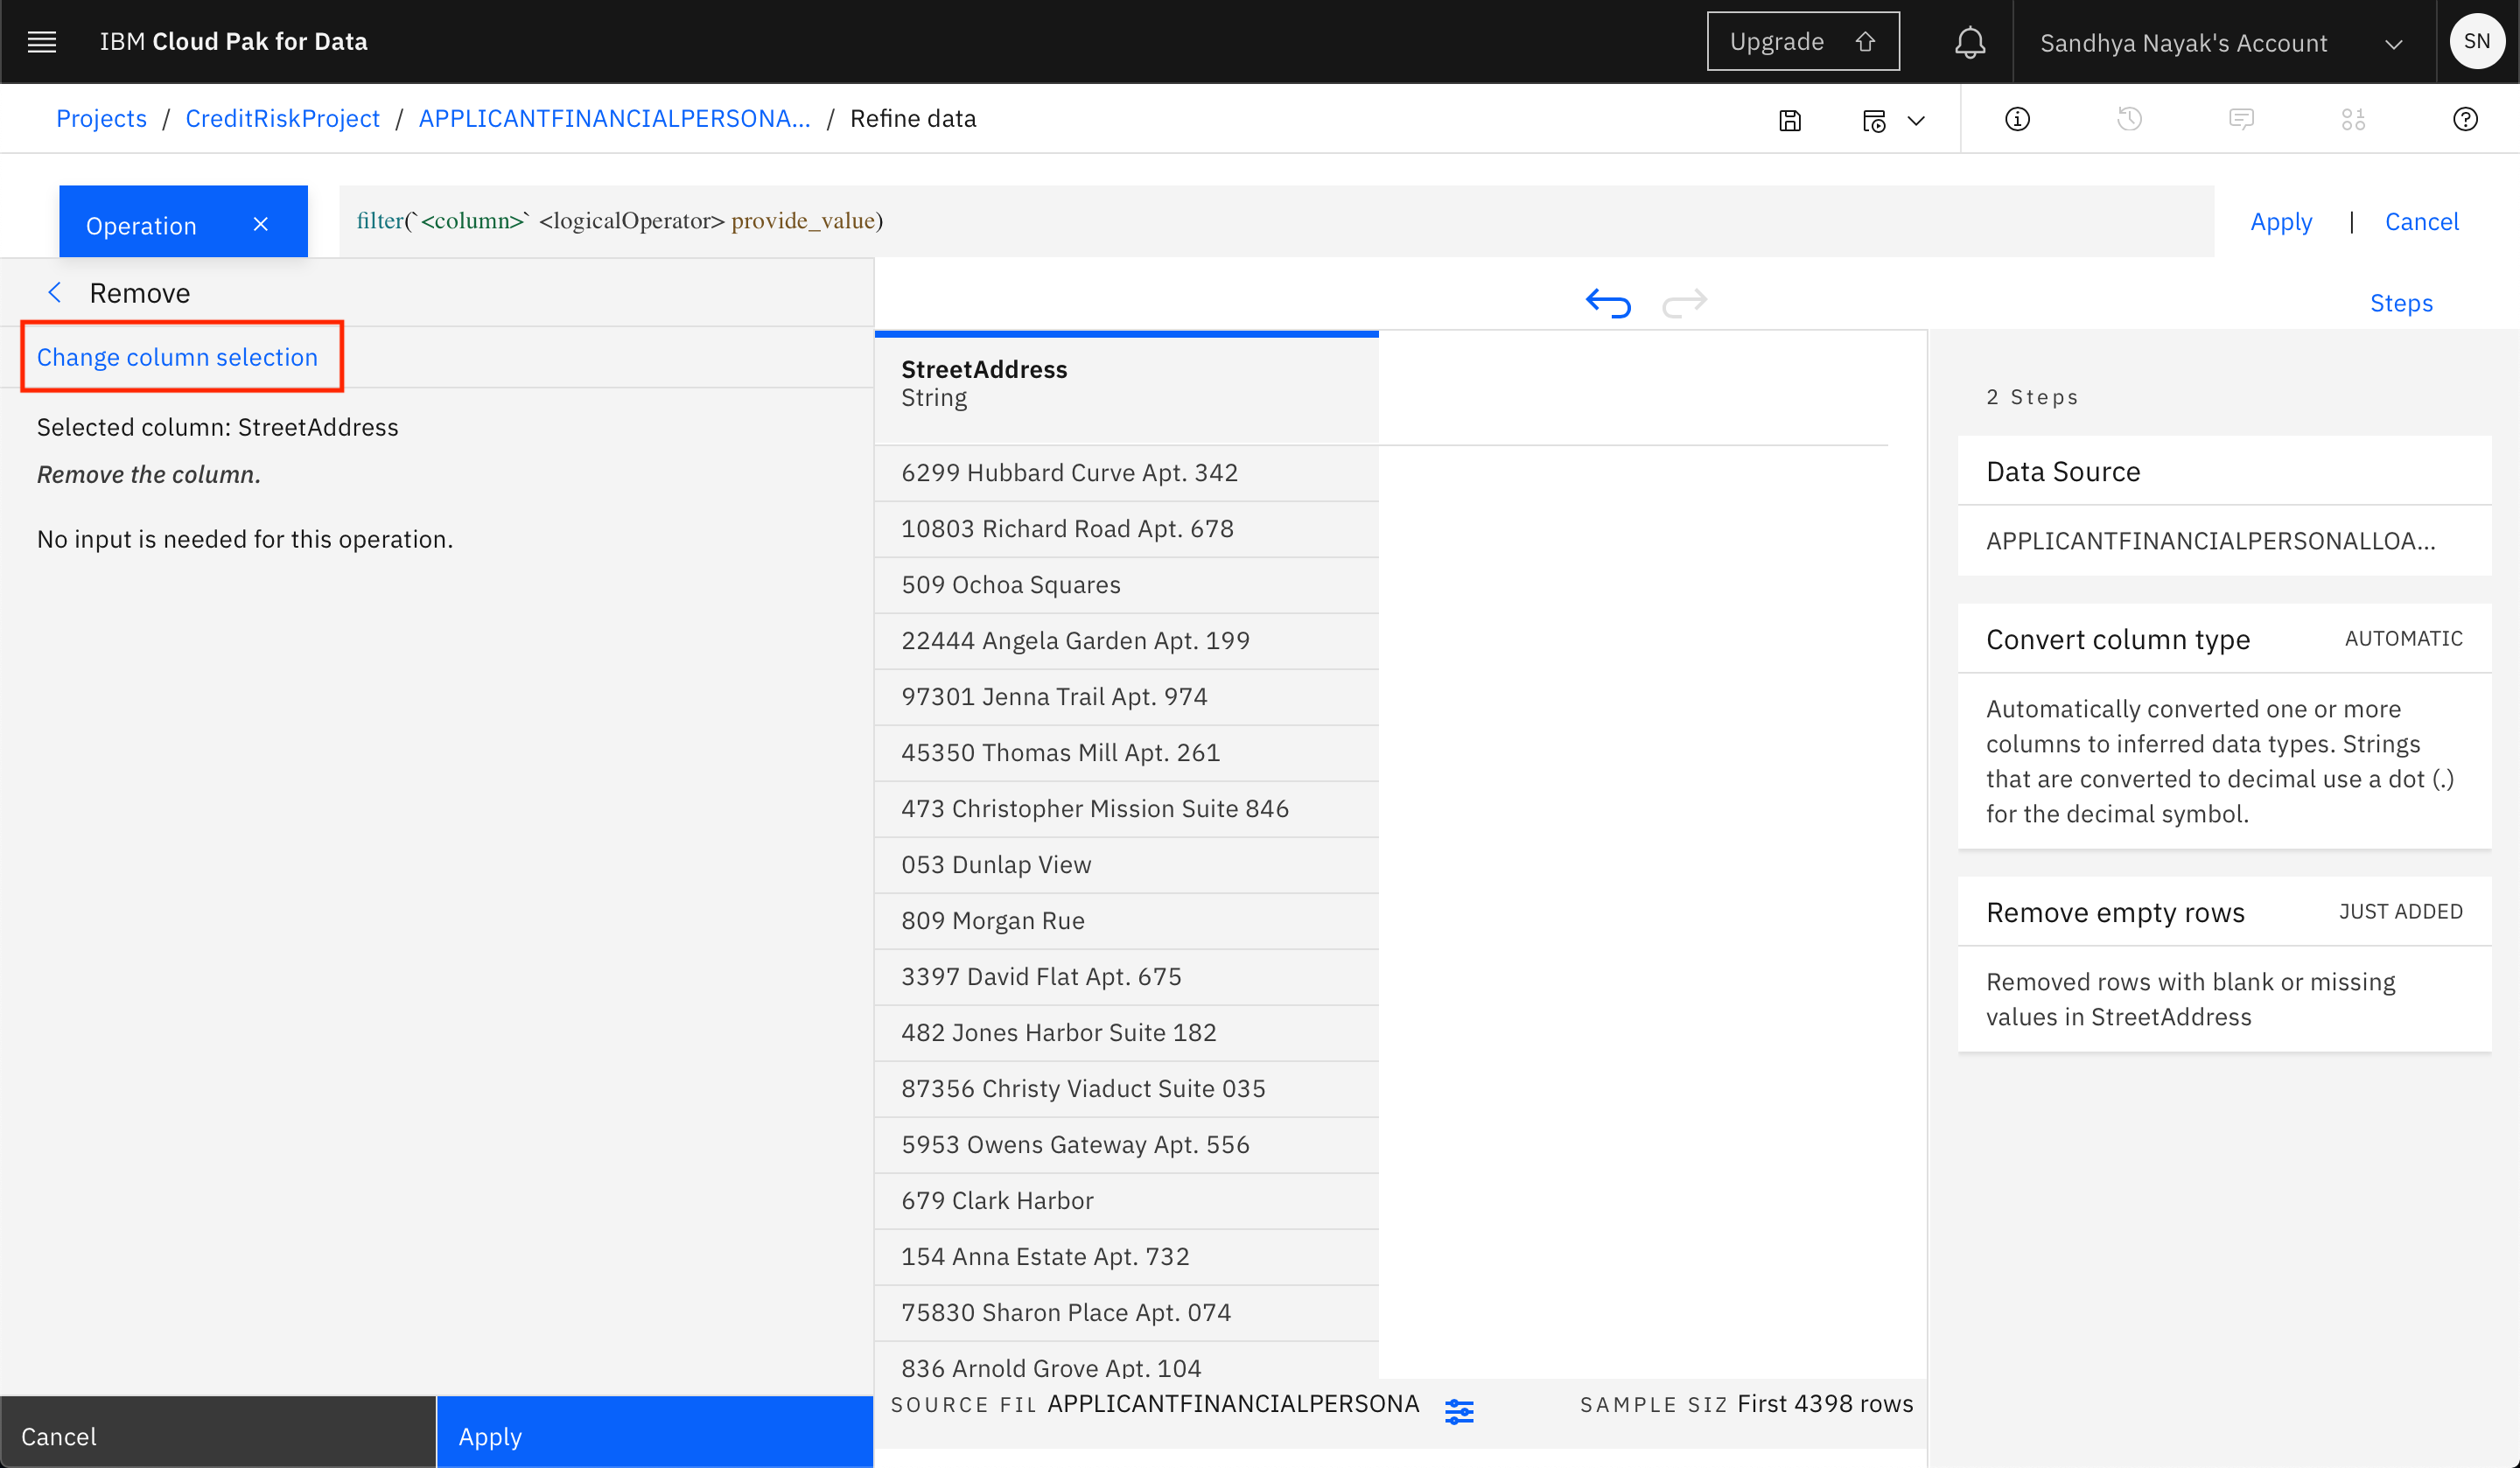 IBM Cloud Pak for Data
Upgrade
Sandhya Nayak's Account
SN
Projects / CreditRiskProject / APPLICANTFINANCIALPERSONA... / Refine data
Operation
filter(`<column>` <logicalOperator> provide_value)
Apply | Cancel
Remove
Steps
Change column selection
Selected column: StreetAddress
Remove the column.
No input is needed for this operation.
Cancel
Apply
StreetAddress
String
6299 Hubbard Curve Apt. 342
10803 Richard Road Apt. 678
509 Ochoa Squares
22444 Angela Garden Apt. 199
97301 Jenna Trail Apt. 974
45350 Thomas Mill Apt. 261
473 Christopher Mission Suite 846
053 Dunlap View
809 Morgan Rue
3397 David Flat Apt. 675
482 Jones Harbor Suite 182
87356 Christy Viaduct Suite 035
5953 Owens Gateway Apt. 556
679 Clark Harbor
154 Anna Estate Apt. 732
75830 Sharon Place Apt. 074
836 Arnold Grove Apt. 104
SOURCE FIL APPLICANTFINANCIALPERSONA
SAMPLE SIZ First 4398 rows
2 Steps
Data Source
APPLICANTFINANCIALPERSONALLOA...
Convert column type AUTOMATIC
Automatically converted one or more
columns to inferred data types. Strings
that are converted to decimal use a dot (.)
for the decimal symbol.
Remove empty rows JUST ADDED
Removed rows with blank or missing
values in StreetAddress